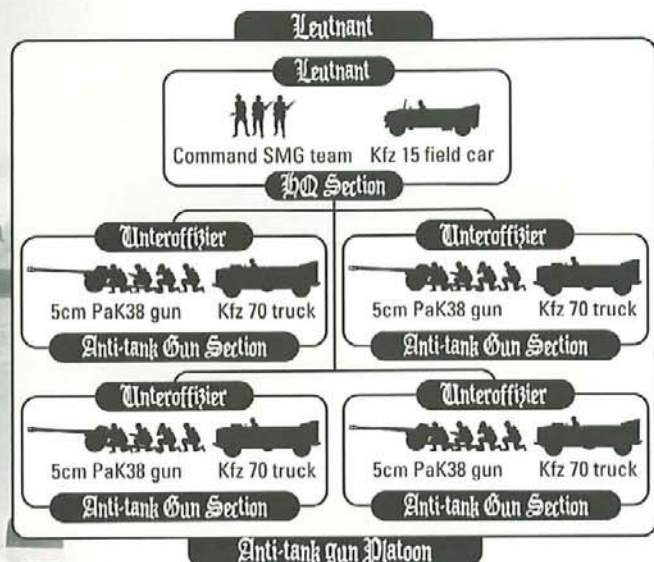 Leutnant
Leutnant
Command SMG team Kfz 15 field car
HQ Section
Unteroffizier Unteroffizier
5cm PaK38 gun Kfz 70 truck 5cm PaK38 gun Kfz 70 truck
Anti-tank Gun Section Anti-tank Gun Section
Unteroffizier Unteroffizier
5cm PaK38 gun Kfz 70 truck 5cm PaK38 gun Kfz 70 truck
Anti-tank Gun Section Anti-tank Gun Section
Anti-tank gun Platoon